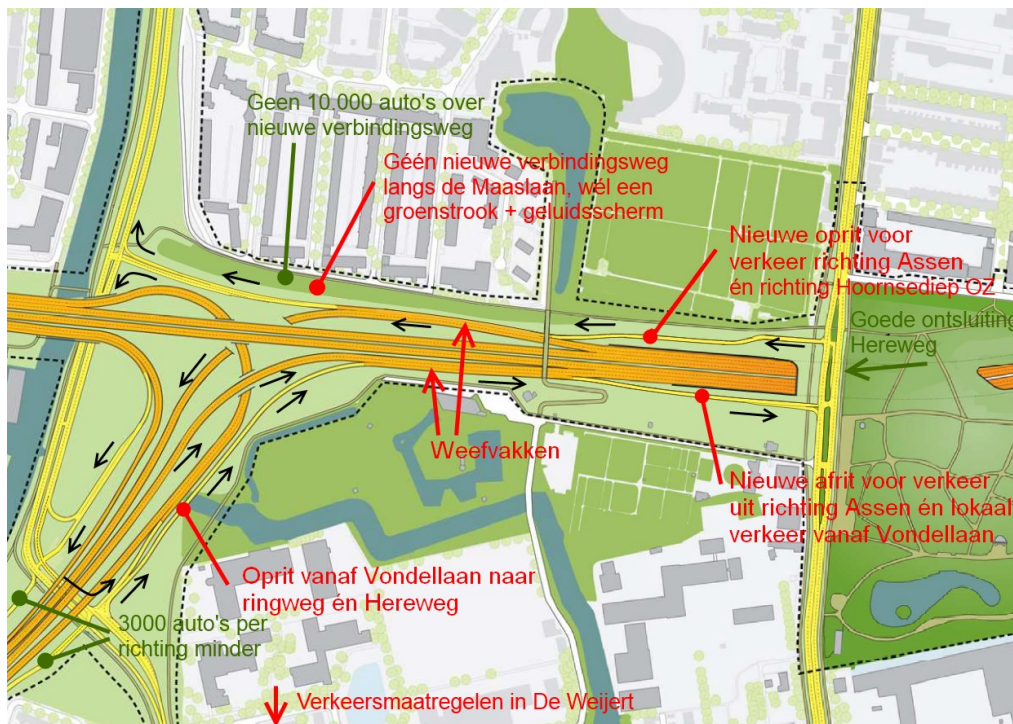 Geen 10.000 auto's over
nieuwe verbindingsweg
Géén nieuwe verbindingsweg
langs de Maaslaan, wél een
groenstrook + geluidsscherm
Nieuwe oprit voor
verkeer richting Assen
én richting Hoornsediep OZ
Goede ontsluiting
Hereweg
Weefvakken
Nieuwe afrit voor verkeer
uit richting Assen én lokaal
verkeer vanaf Vondellaan
Oprit vanaf Vondellaan naar
ringweg én Hereweg
3000 auto's per
richting minder
Verkeersmaatregelen in De Weijert